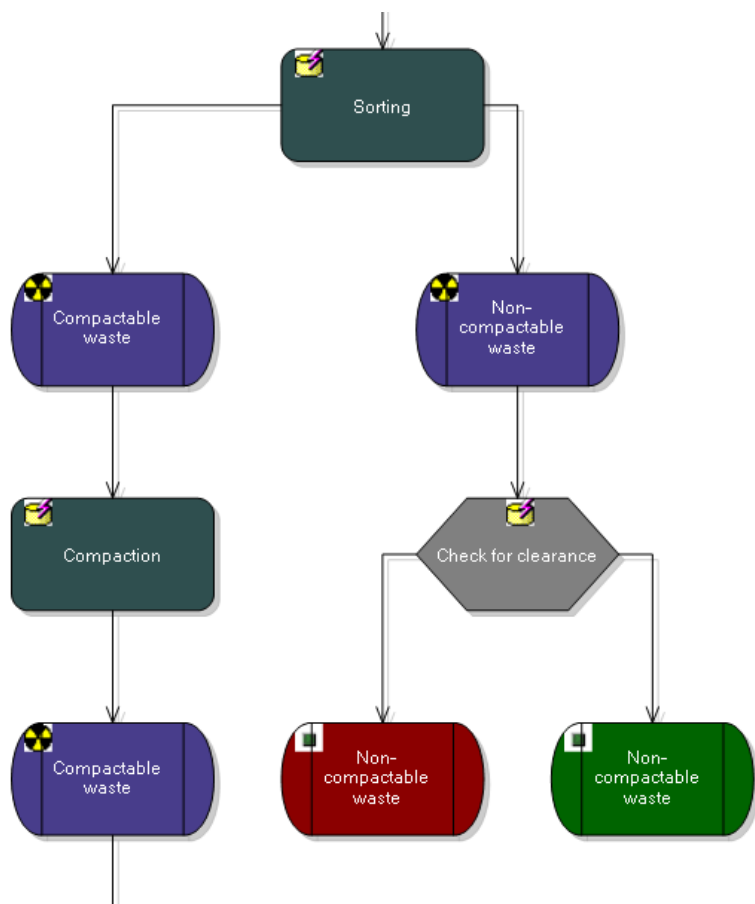 Sorting
Compactable
waste
Non-
compactable
waste
Compaction
Check for clearance
Compactable
waste
Non-
compactable
waste
Non-
compactable
waste